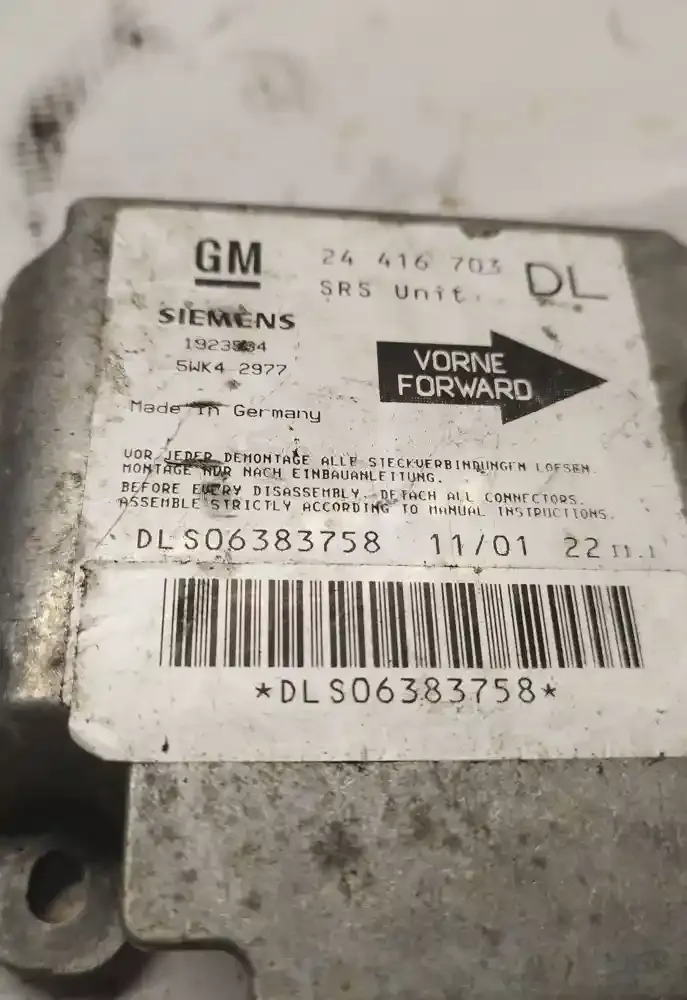 GM
24 416 703
DL
SRS Unit
SIEMENS
5WK4 2977
VORNE
FORWARD
Made in Germany
VOR JEDER DEMONTAGE ALLE STECKVERBINDUNGEN LOESEN.
MONTAGE NUR NACH EINBAUANLEITUNG.
BEFORE EVERY DISASSEMBLY, DETACH ALL CONNECTORS.
ASSEMBLE STRICTLY ACCORDING TO MANUAL INSTRUCTIONS.
DLS06383758 11/01 22
*DLS06383758*